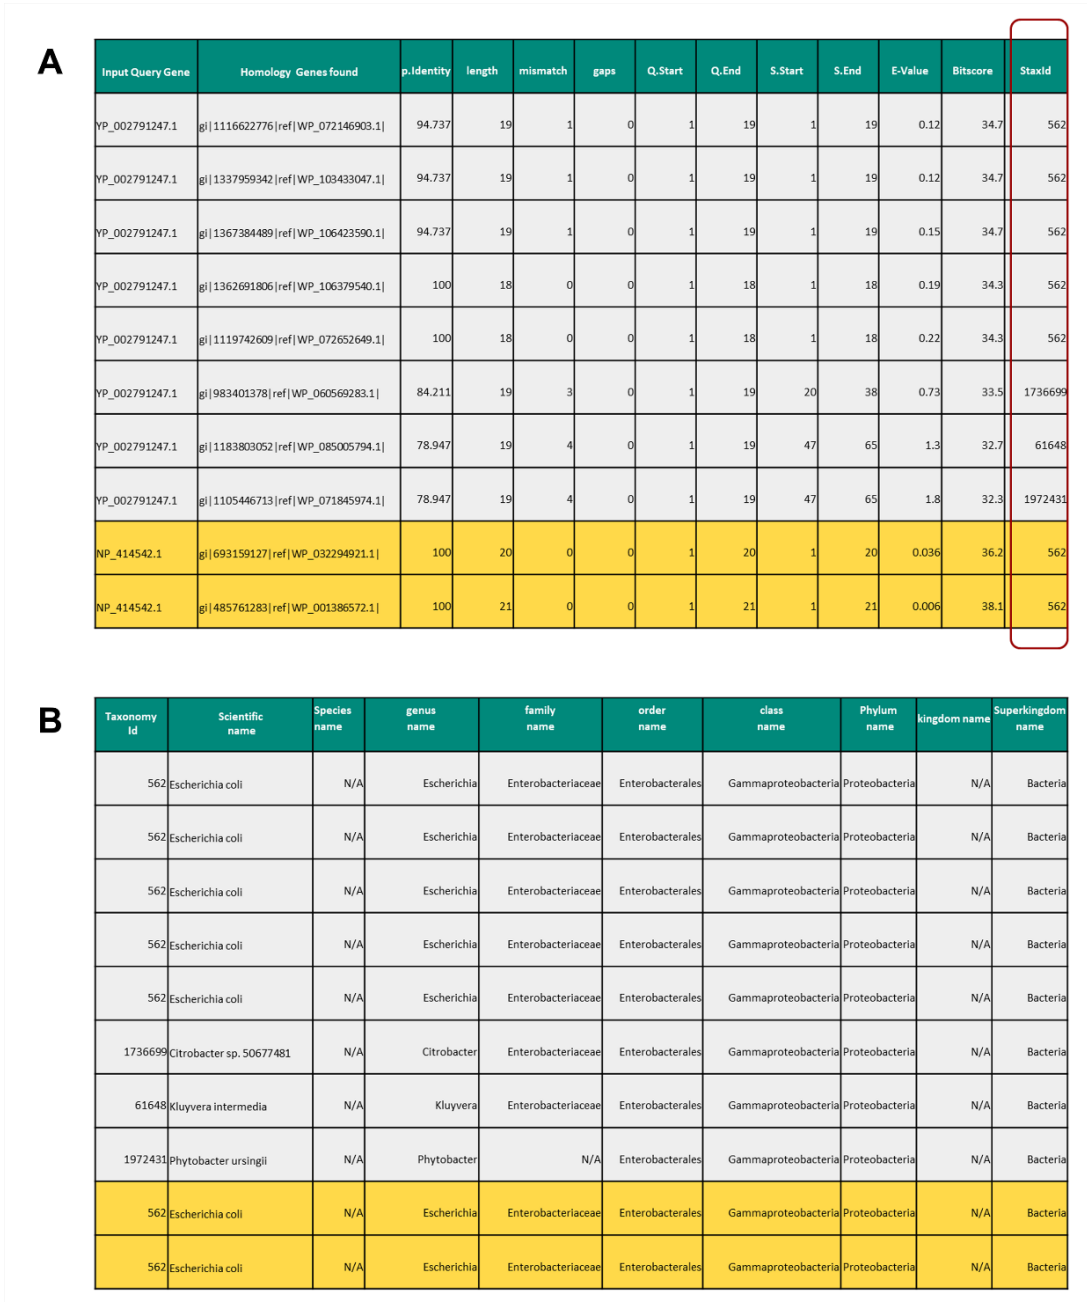 A
Input Query Gene Homology Genes found p.Identity length mismatch gaps Q.Start Q.End S.Start S.End E-Value Bitscore StaxId
YP_002791247.1 gi|1116622776|ref|WP_072146903.1| 94.737 19 1 0 1 19 1 19 0.12 34.7 562
YP_002791247.1 gi|1337959342|ref|WP_103433047.1| 94.737 19 1 0 1 19 1 19 0.12 34.7 562
YP_002791247.1 gi|1367384489|ref|WP_106423590.1| 94.737 19 1 0 1 19 1 19 0.15 34.7 562
YP_002791247.1 gi|1362691806|ref|WP_106379540.1| 100 18 0 0 1 18 1 18 0.19 34.3 562
YP_002791247.1 gi|1119742609|ref|WP_072652649.1| 100 18 0 0 1 18 1 18 0.22 34.3 562
YP_002791247.1 gi|983401378|ref|WP_060569283.1| 84.211 19 3 0 1 19 20 38 0.73 33.5 1736699
YP_002791247.1 gi|1183803052|ref|WP_085005794.1| 78.947 19 4 0 1 19 47 65 1.3 32.7 61648
YP_002791247.1 gi|1105446713|ref|WP_071845974.1| 78.947 19 4 0 1 19 47 65 1.8 32.3 1972431
NP_414542.1 gi|693159127|ref|WP_032294921.1| 100 20 0 0 1 20 1 20 0.036 36.2 562
NP_414542.1 gi|485761283|ref|WP_001386572.1| 100 21 0 0 1 21 1 21 0.006 38.1 562
B
Taxonomy Id Scientific name Species name genus name family name order name class name Phylum name kingdom name Superkingdom name
562 Escherichia coli N/A Escherichia Enterobacteriaceae Enterobacterales Gammaproteobacteria Proteobacteria N/A Bacteria
562 Escherichia coli N/A Escherichia Enterobacteriaceae Enterobacterales Gammaproteobacteria Proteobacteria N/A Bacteria
562 Escherichia coli N/A Escherichia Enterobacteriaceae Enterobacterales Gammaproteobacteria Proteobacteria N/A Bacteria
562 Escherichia coli N/A Escherichia Enterobacteriaceae Enterobacterales Gammaproteobacteria Proteobacteria N/A Bacteria
562 Escherichia coli N/A Escherichia Enterobacteriaceae Enterobacterales Gammaproteobacteria Proteobacteria N/A Bacteria
1736699 Citrobacter sp. 50677481 N/A Citrobacter Enterobacteriaceae Enterobacterales Gammaproteobacteria Proteobacteria N/A Bacteria
61648 Kluyvera intermedia N/A Kluyvera Enterobacteriaceae Enterobacterales Gammaproteobacteria Proteobacteria N/A Bacteria
1972431 Phytobacter ursingii N/A Phytobacter N/A Enterobacterales Gammaproteobacteria Proteobacteria N/A Bacteria
562 Escherichia coli N/A Escherichia Enterobacteriaceae Enterobacterales Gammaproteobacteria Proteobacteria N/A Bacteria
562 Escherichia coli N/A Escherichia Enterobacteriaceae Enterobacterales Gammaproteobacteria Proteobacteria N/A Bacteria